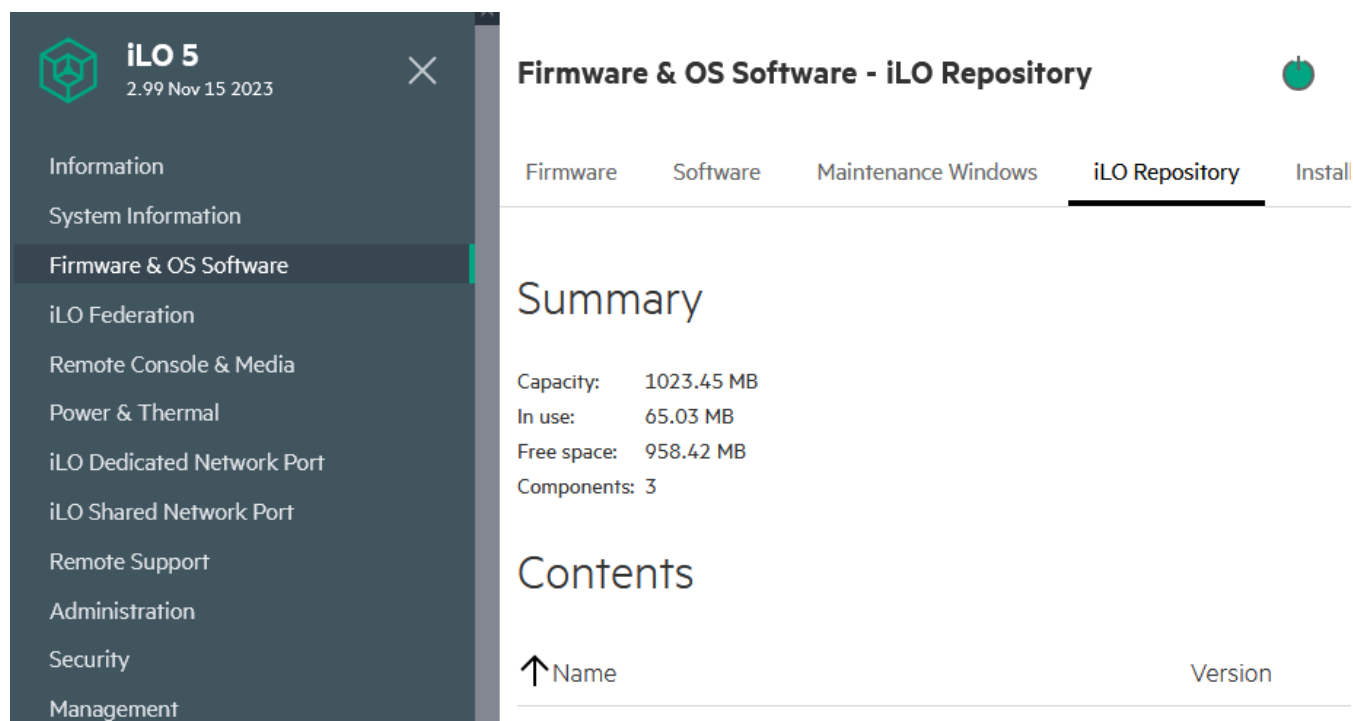 iLO 5
2.99 Nov 15 2023
Information
System Information
Firmware & OS Software
iLO Federation
Remote Console & Media
Power & Thermal
iLO Dedicated Network Port
iLO Shared Network Port
Remote Support
Administration
Security
Management
Firmware & OS Software - iLO Repository
Firmware Software Maintenance Windows iLO Repository Install
Summary
Capacity: 1023.45 MB
In use: 65.03 MB
Free space: 958.42 MB
Components: 3
Contents
Name Version